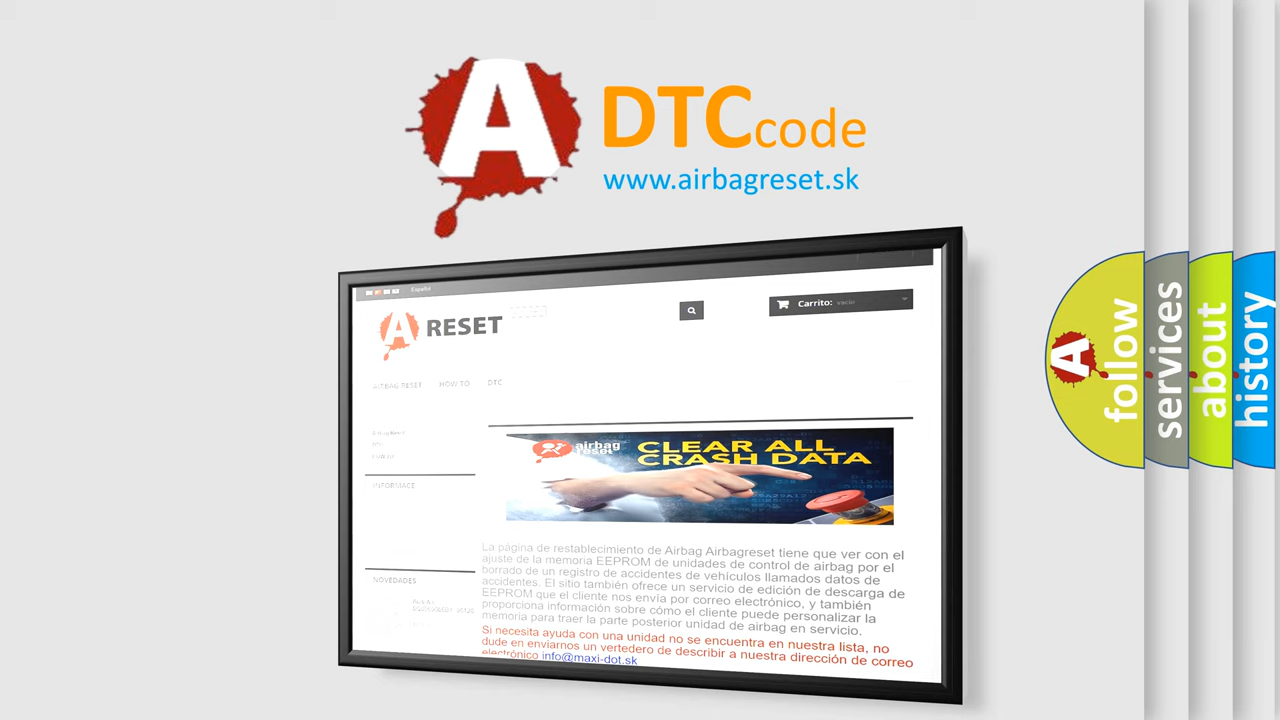 A
DTC code
www.airbagreset.sk
Español
A RESET
Carrito: vacío
AIRBAG RESET HOW TO DTC
INFORMACE
airbag
reset
CLEAR ALL
CRASH DATA
La página de restablecimiento de Airbag Airbagreset tiene que ver con el
ajuste de la memoria EEPROM de unidades de control de airbag por el
borrado de un registro de accidentes de vehículos llamados datos de
accidentes. El sitio también ofrece un servicio de edición de descarga de
EEPROM que el cliente nos envía por correo electrónico, y también
proporciona información sobre cómo el cliente puede personalizar la
memoria para traer la parte posterior unidad de airbag en servicio.
Si necesita ayuda con una unidad no se encuentra en nuestra lista, no
dude en enviarnos un vertedero de describir a nuestra dirección de correo
electrónico info@maxi-dot.sk
NOVEDADES
A
follow
services
about
history